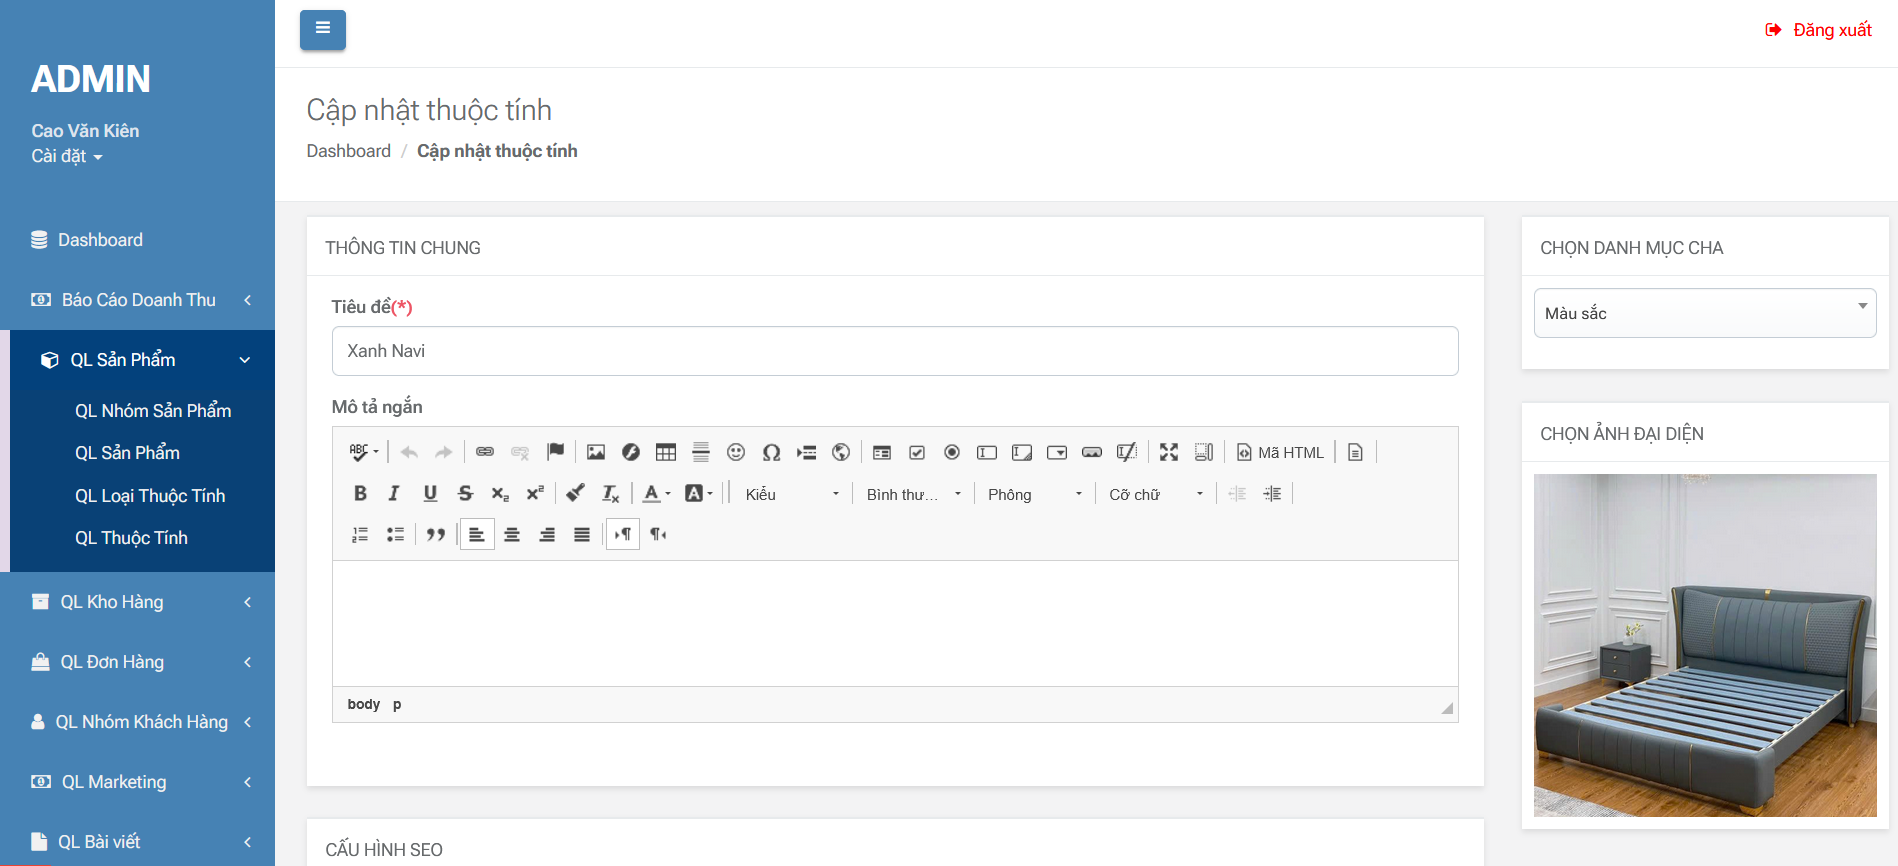 Đăng xuất
ADMIN
Cao Văn Kiên
Cài đặt
Dashboard
Báo Cáo Doanh Thu
QL Sản Phẩm
QL Nhóm Sản Phẩm
QL Sản Phẩm
QL Loại Thuộc Tính
QL Thuộc Tính
QL Kho Hàng
QL Đơn Hàng
QL Nhóm Khách Hàng
QL Marketing
QL Bài viết
Cập nhật thuộc tính
Dashboard / Cập nhật thuộc tính
THÔNG TIN CHUNG
Tiêu đề(*)
Xanh Navi
Mô tả ngắn
ABC
Mã HTML
B I U S x₂ x² Tx A A Kiểu Bình thư... Phông Cỡ chữ
body p
CẤU HÌNH SEO
CHỌN DANH MỤC CHA
Màu sắc
CHỌN ẢNH ĐẠI DIỆN